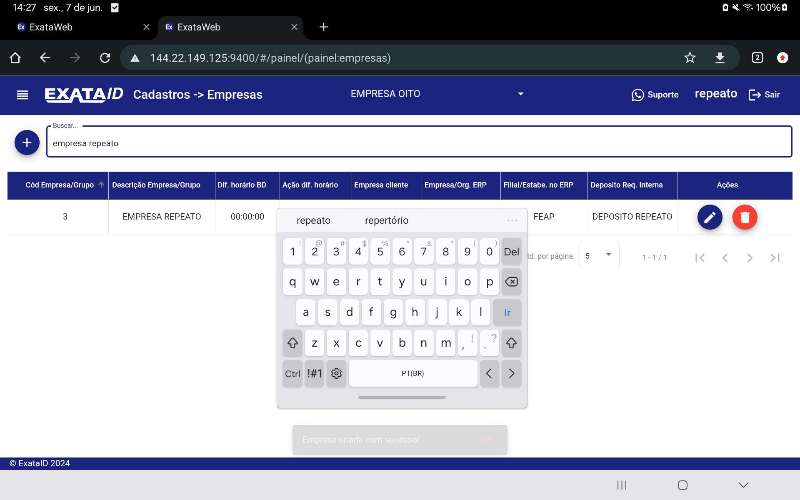 14:27 sex., 7 de jun. 100%
ExataWeb
ExataWeb
144.22.149.125:9400/#/painel/(painel:empresas) 2
EXATAID Cadastros -> Empresas EMPRESA OITO Suporte repeato Sair
Buscar...
empresa repeato
Cód Empresa/Grupo Descrição Empresa/Grupo Dif. horário BD Ação dif. horário Empresa cliente Empresa/Org. ERP Filial/Estabe. no ERP Deposito Req. Interna Ações
3 EMPRESA REPEATO 00:00:00 FEAP DEPOSITO REPEATO
repeato repertório ...
td. por página: 5 1 - 1 / 1
1 2 3 4 5 6 7 8 9 0 Del
q w e r t y u i o p
a s d f g h j k l Ir
z x c v b n m , ! . ?
Ctrl !#1 PT(BR)
Empresa criada com sucesso!
© ExataID 2024